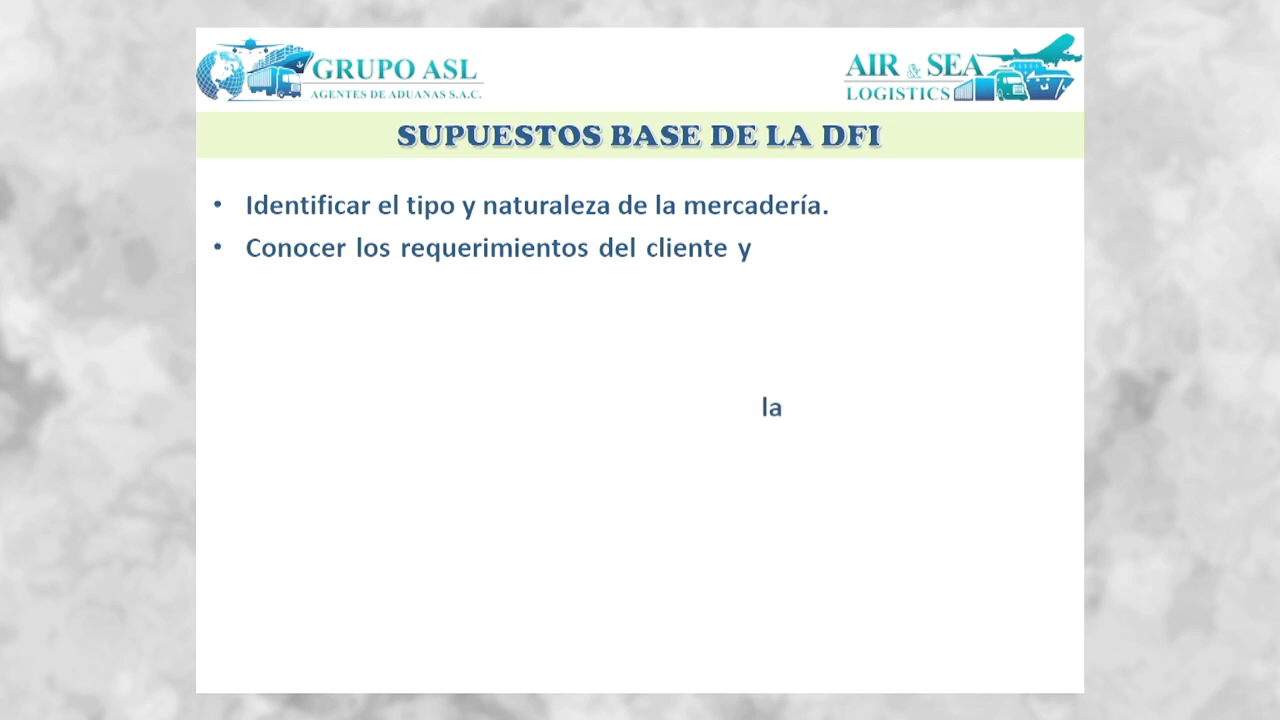 GRUPO ASL
AGENTES DE ADUANAS S.A.C.
AIR & SEA
LOGISTICS
SUPUESTOS BASE DE LA DFI
• Identificar el tipo y naturaleza de la mercadería.
• Conocer los requerimientos del cliente y
la